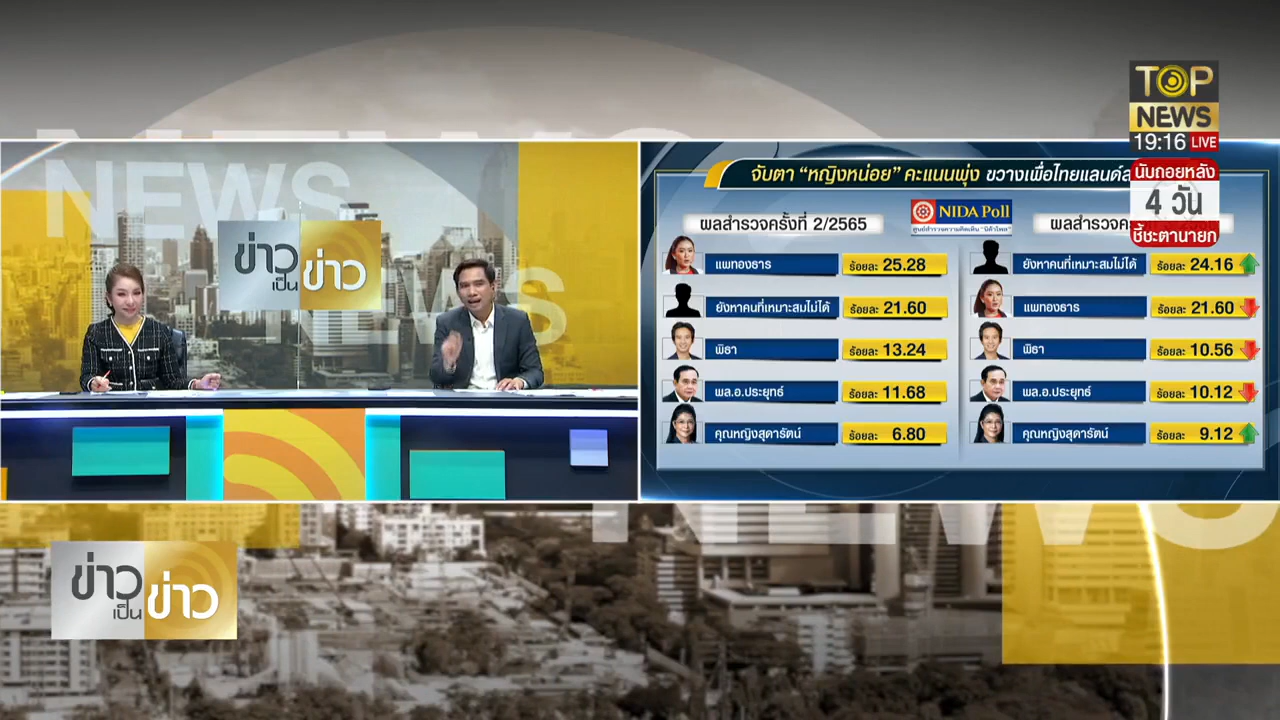 NEWS
NEWS
NEWS
ข่าว
เป็น
ข่าว
TOP
NEWS
19:16 LIVE
นับถอยหลัง
4 วัน
ชี้ชะตานายก
จับตา “หญิงหน่อย” คะแนนพุ่ง ขวางเพื่อไทยแลนด์ส
ผลสำรวจครั้งที่ 2/2565
NIDA Poll
ศูนย์สำรวจความคิดเห็น "นิด้าโพล"
แพทองธาร ร้อยละ 25.28
ยังหาคนที่เหมาะสมไม่ได้ ร้อยละ 21.60
พิธา ร้อยละ 13.24
พล.อ.ประยุทธ์ ร้อยละ 11.68
คุณหญิงสุดารัตน์ ร้อยละ 6.80
ยังหาคนที่เหมาะสมไม่ได้ ร้อยละ 24.16
แพทองธาร ร้อยละ 21.60
พิธา ร้อยละ 10.56
พล.อ.ประยุทธ์ ร้อยละ 10.12
คุณหญิงสุดารัตน์ ร้อยละ 9.12
NEWS
ข่าว
เป็น
ข่าว